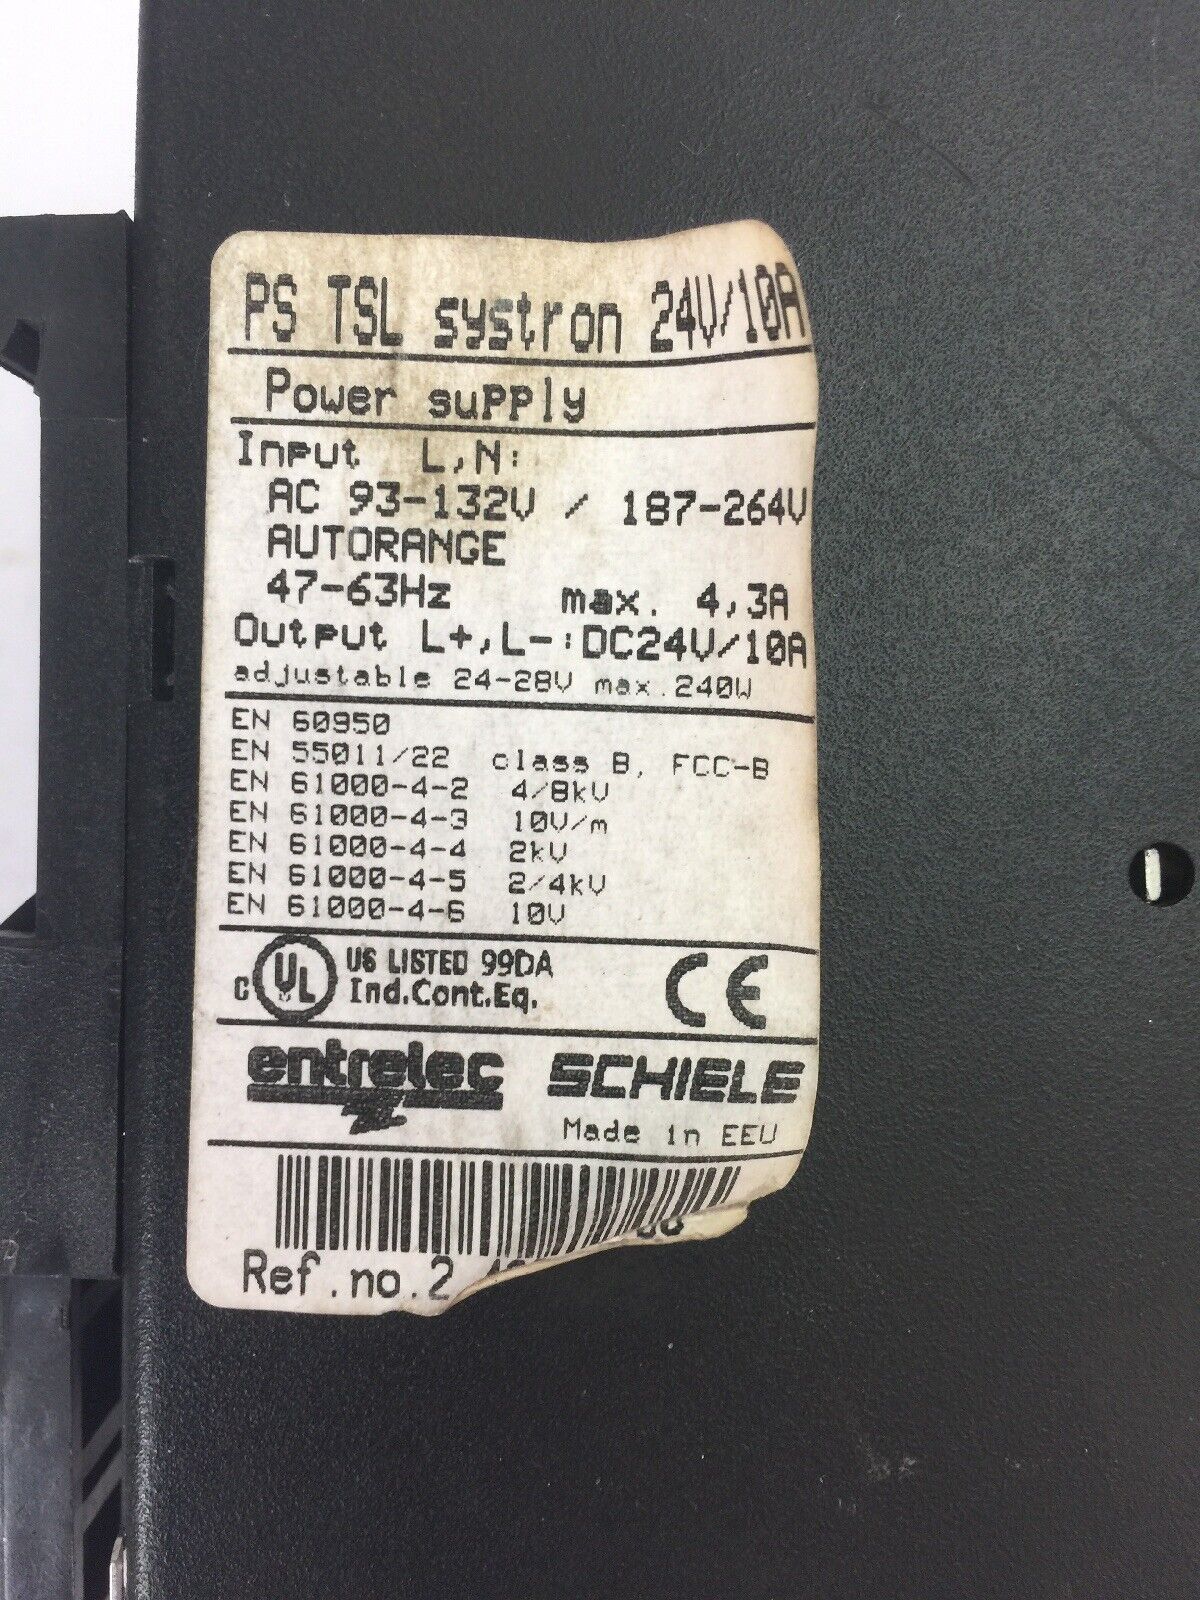 PS TSL systron 24V/10A
Power supply
Input L,N:
AC 93-132V / 187-264V
AUTORANGE
47-63Hz max. 4,3A
Output L+,L-:DC24V/10A
adjustable 24-28V max.240W
EN 60950
EN 55011/22 class B, FCC-B
EN 61000-4-2 4/8kV
EN 61000-4-3 10V/m
EN 61000-4-4 2kV
EN 61000-4-5 2/4kV
EN 61000-4-6 10V
C UL US LISTED 99DA
Ind.Cont.Eq.
CE
entrelec SCHIELE
Made in EEU
Ref.no.2